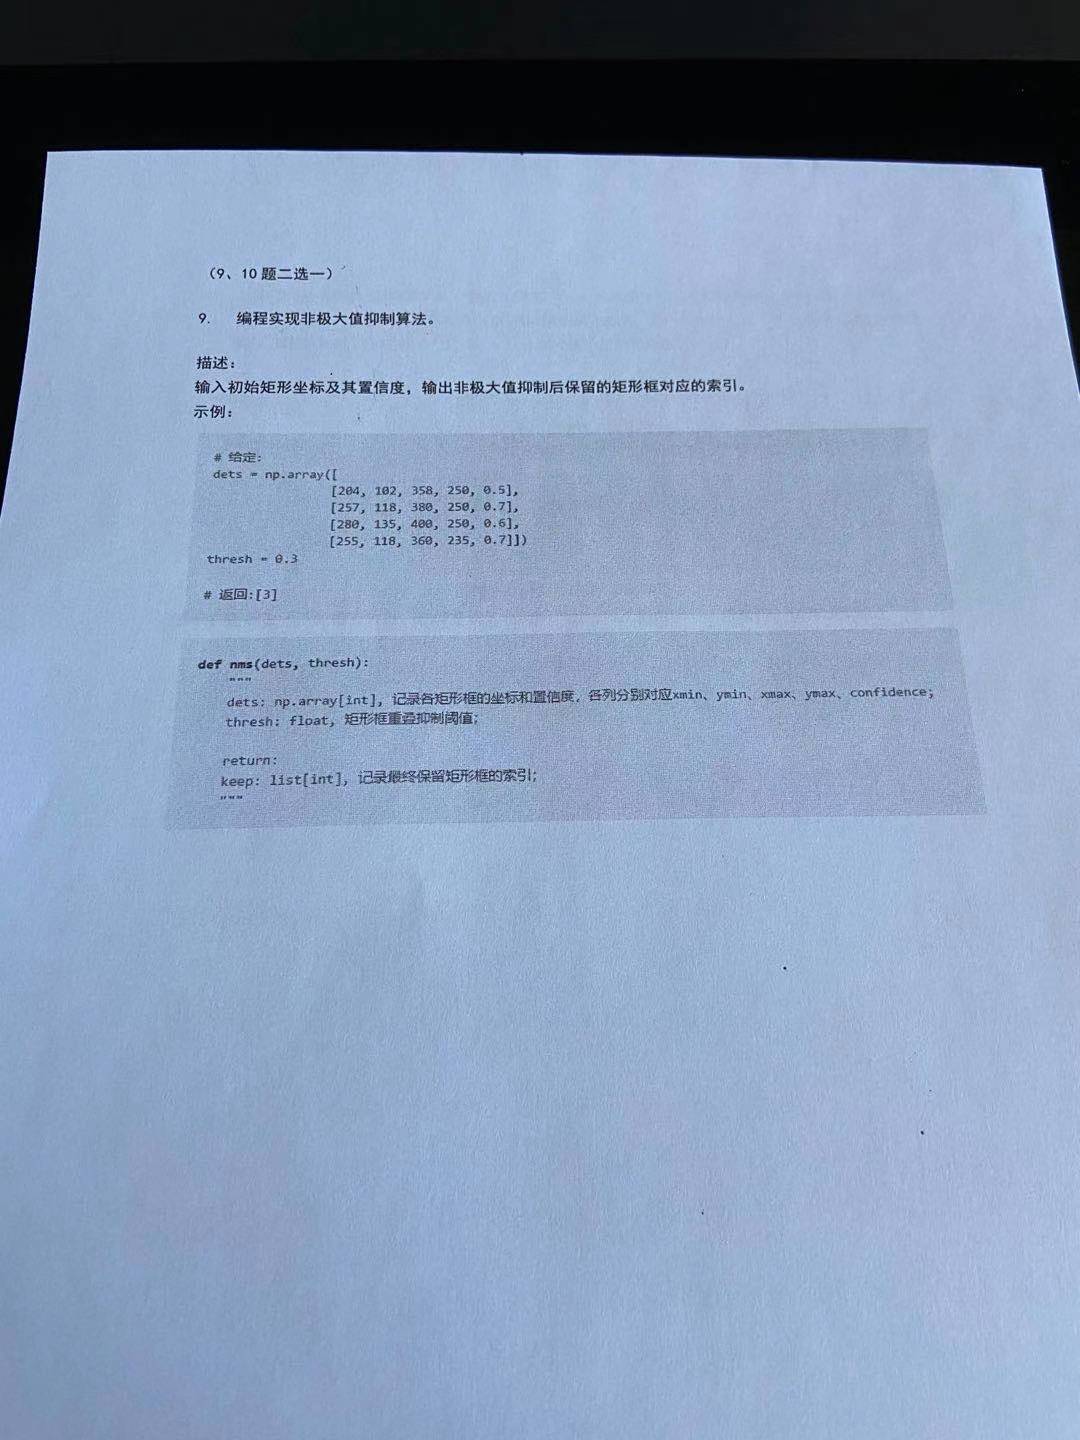 （9、10 题二选一）
9. 编程实现非极大值抑制算法。
描述：
输入初始矩形坐标及其置信度，输出非极大值抑制后保留的矩形框对应的索引。
示例：
# 给定:
dets = np.array([
[204, 102, 358, 250, 0.5],
[257, 118, 380, 250, 0.7],
[280, 135, 400, 250, 0.6],
[255, 118, 360, 235, 0.7]])
thresh = 0.3
# 返回:[3]
def nms(dets, thresh):
"""
dets: np.array[int], 记录各矩形框的坐标和置信度, 各列分别对应xmin、ymin、xmax、ymax、confidence;
thresh: float, 矩形框重叠抑制阈值;
return:
keep: list[int], 记录最终保留矩形框的索引;
"""